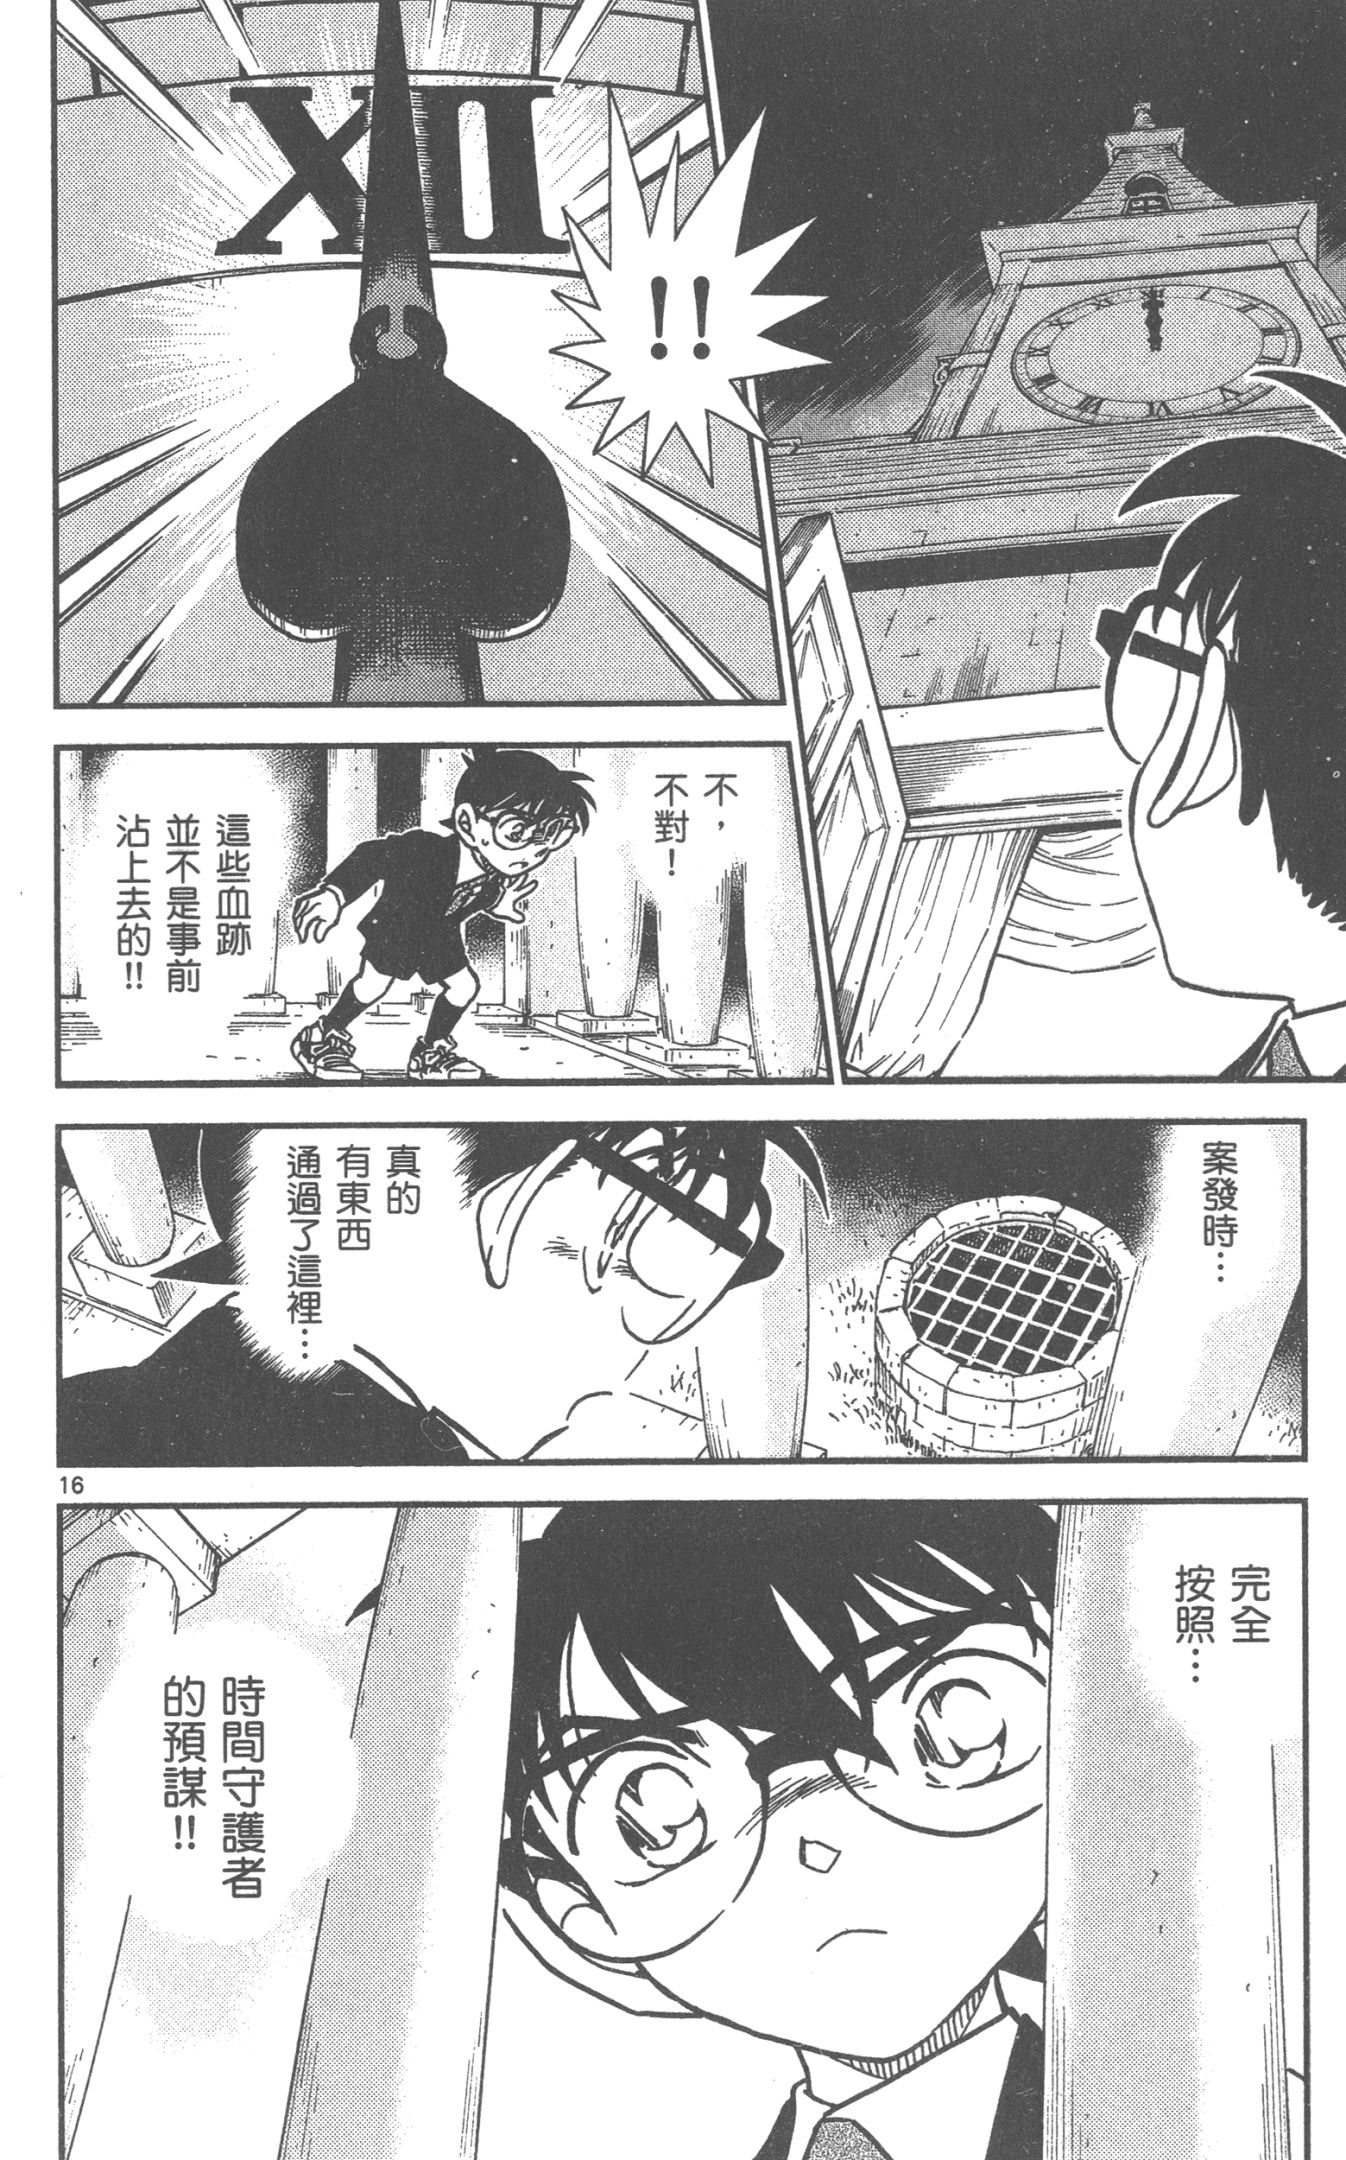 XII
!!
不，
不對！
這些血跡
並不是事前
沾上去的!!
案發時…
真的
有東西
通過了這裡…
16
完全
按照…
時間守護者
的預謀!!